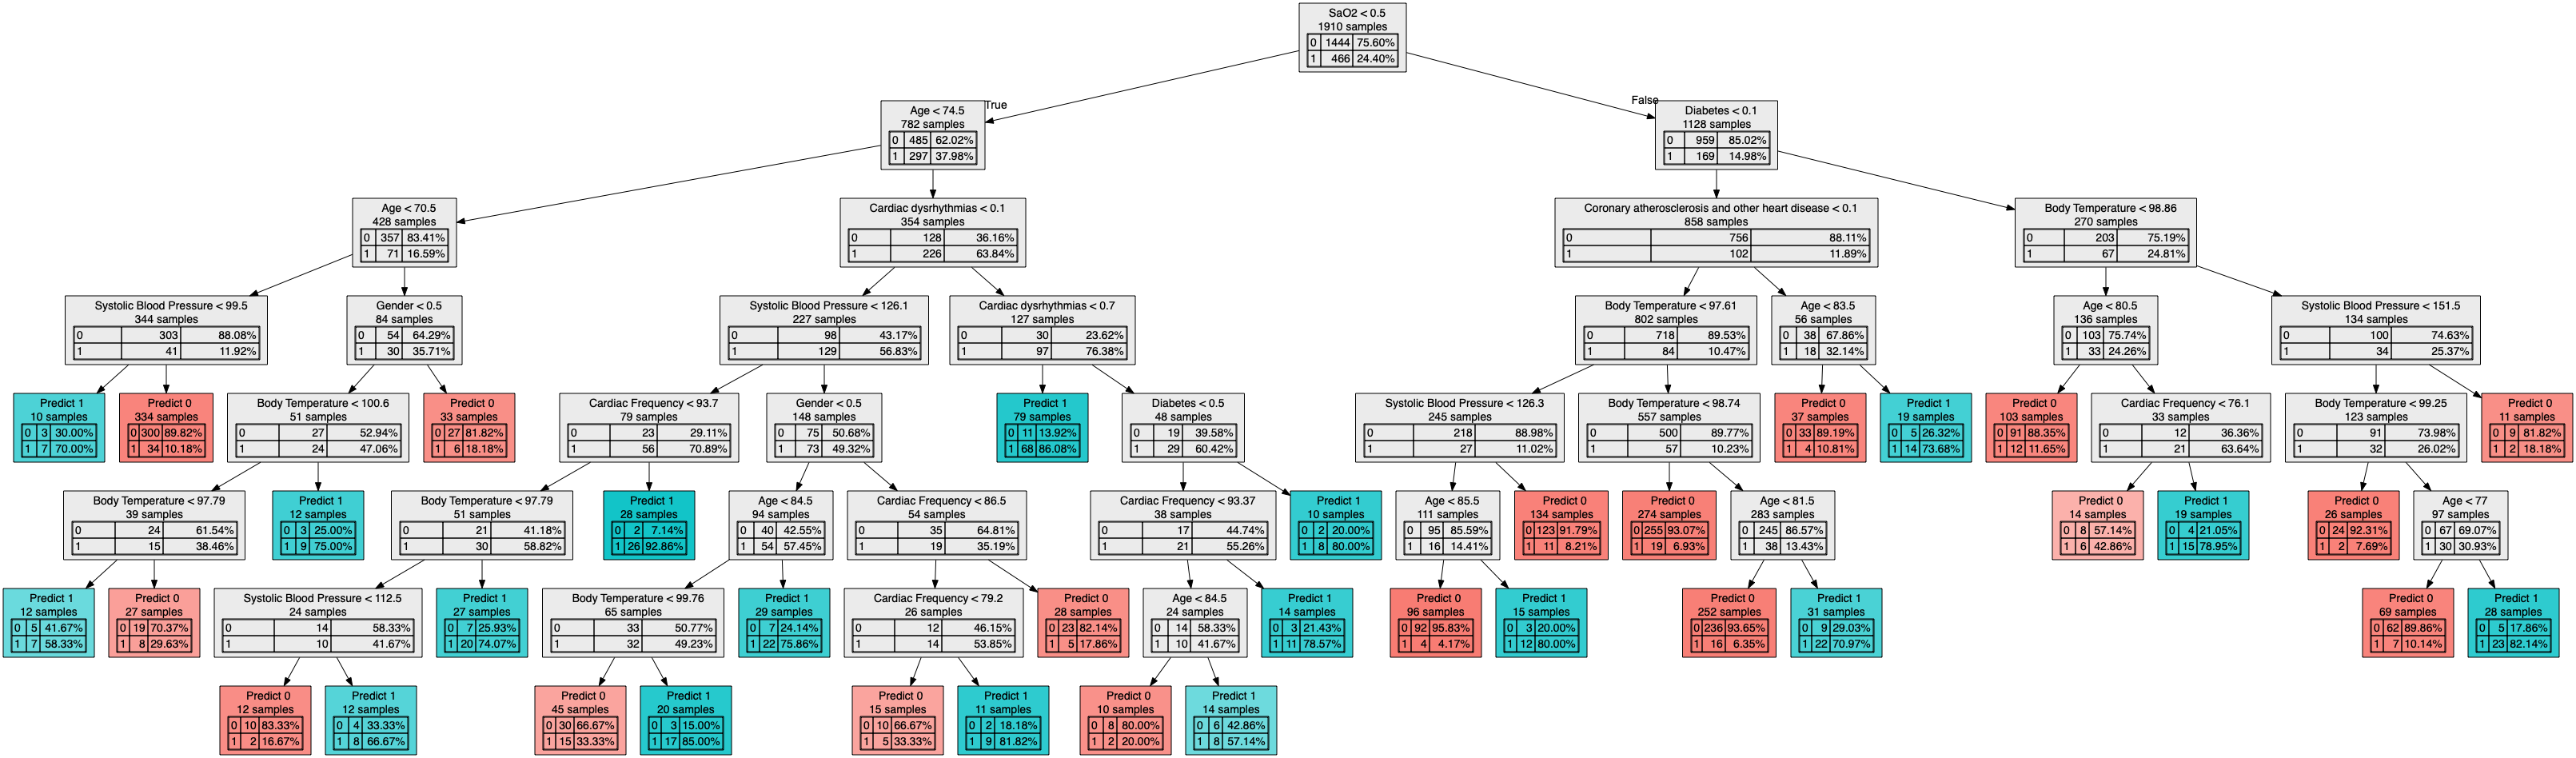 SaO2 < 0.5
1910 samples
0 1444 75.60%
1 466 24.40%
True
False
Age < 74.5
782 samples
0 485 62.02%
1 297 37.98%
Diabetes < 0.1
1128 samples
0 959 85.02%
1 169 14.98%
Age < 70.5
428 samples
0 357 83.41%
1 71 16.59%
Cardiac dysrhythmias < 0.1
354 samples
0 128 36.16%
1 226 63.84%
Coronary atherosclerosis and other heart disease < 0.1
858 samples
0 756 88.11%
1 102 11.89%
Body Temperature < 98.86
270 samples
0 203 75.19%
1 67 24.81%
Systolic Blood Pressure < 99.5
344 samples
0 303 88.08%
1 41 11.92%
Gender < 0.5
84 samples
0 54 64.29%
1 30 35.71%
Systolic Blood Pressure < 126.1
227 samples
0 98 43.17%
1 129 56.83%
Cardiac dysrhythmias < 0.7
127 samples
0 30 23.62%
1 97 76.38%
Body Temperature < 97.61
802 samples
0 718 89.53%
1 84 10.47%
Age < 83.5
56 samples
0 38 67.86%
1 18 32.14%
Age < 80.5
136 samples
0 103 75.74%
1 33 24.26%
Systolic Blood Pressure < 151.5
134 samples
0 100 74.63%
1 34 25.37%
Predict 1
10 samples
0 3 30.00%
1 7 70.00%
Predict 0
334 samples
0 300 89.82%
1 34 10.18%
Body Temperature < 100.6
51 samples
0 27 52.94%
1 24 47.06%
Predict 0
33 samples
0 27 81.82%
1 6 18.18%
Cardiac Frequency < 93.7
79 samples
0 23 29.11%
1 56 70.89%
Gender < 0.5
148 samples
0 75 50.68%
1 73 49.32%
Predict 1
79 samples
0 11 13.92%
1 68 86.08%
Diabetes < 0.5
48 samples
0 19 39.58%
1 29 60.42%
Systolic Blood Pressure < 126.3
245 samples
0 218 88.98%
1 27 11.02%
Body Temperature < 98.74
557 samples
0 500 89.77%
1 57 10.23%
Predict 0
37 samples
0 33 89.19%
1 4 10.81%
Predict 1
19 samples
0 5 26.32%
1 14 73.68%
Predict 0
103 samples
0 91 88.35%
1 12 11.65%
Cardiac Frequency < 76.1
33 samples
0 12 36.36%
1 21 63.64%
Body Temperature < 99.25
123 samples
0 91 73.98%
1 32 26.02%
Predict 0
11 samples
0 9 81.82%
1 2 18.18%
Body Temperature < 97.79
39 samples
0 24 61.54%
1 15 38.46%
Predict 1
12 samples
0 3 25.00%
1 9 75.00%
Body Temperature < 97.79
51 samples
0 21 41.18%
1 30 58.82%
Predict 1
28 samples
0 2 7.14%
1 26 92.86%
Age < 84.5
94 samples
0 40 42.55%
1 54 57.45%
Cardiac Frequency < 86.5
54 samples
0 35 64.81%
1 19 35.19%
Cardiac Frequency < 93.37
38 samples
0 17 44.74%
1 21 55.26%
Predict 1
10 samples
0 2 20.00%
1 8 80.00%
Age < 85.5
111 samples
0 95 85.59%
1 16 14.41%
Predict 0
134 samples
0 123 91.79%
1 11 8.21%
Predict 0
274 samples
0 255 93.07%
1 19 6.93%
Age < 81.5
283 samples
0 245 86.57%
1 38 13.43%
Predict 0
14 samples
0 8 57.14%
1 6 42.86%
Predict 1
19 samples
0 4 21.05%
1 15 78.95%
Predict 0
26 samples
0 24 92.31%
1 2 7.69%
Age < 77
97 samples
0 67 69.07%
1 30 30.93%
Predict 1
12 samples
0 5 41.67%
1 7 58.33%
Predict 0
27 samples
0 19 70.37%
1 8 29.63%
Systolic Blood Pressure < 112.5
24 samples
0 14 58.33%
1 10 41.67%
Predict 1
27 samples
0 7 25.93%
1 20 74.07%
Body Temperature < 99.76
65 samples
0 33 50.77%
1 32 49.23%
Predict 1
29 samples
0 7 24.14%
1 22 75.86%
Cardiac Frequency < 79.2
26 samples
0 12 46.15%
1 14 53.85%
Predict 0
28 samples
0 23 82.14%
1 5 17.86%
Age < 84.5
24 samples
0 14 58.33%
1 10 41.67%
Predict 1
14 samples
0 3 21.43%
1 11 78.57%
Predict 0
96 samples
0 92 95.83%
1 4 4.17%
Predict 1
15 samples
0 3 20.00%
1 12 80.00%
Predict 0
252 samples
0 236 93.65%
1 16 6.35%
Predict 1
31 samples
0 9 29.03%
1 22 70.97%
Predict 0
69 samples
0 62 89.86%
1 7 10.14%
Predict 1
28 samples
0 5 17.86%
1 23 82.14%
Predict 0
12 samples
0 10 83.33%
1 2 16.67%
Predict 1
12 samples
0 4 33.33%
1 8 66.67%
Predict 0
45 samples
0 30 66.67%
1 15 33.33%
Predict 1
20 samples
0 3 15.00%
1 17 85.00%
Predict 0
15 samples
0 10 66.67%
1 5 33.33%
Predict 1
11 samples
0 2 18.18%
1 9 81.82%
Predict 0
10 samples
0 8 80.00%
1 2 20.00%
Predict 1
14 samples
0 6 42.86%
1 8 57.14%